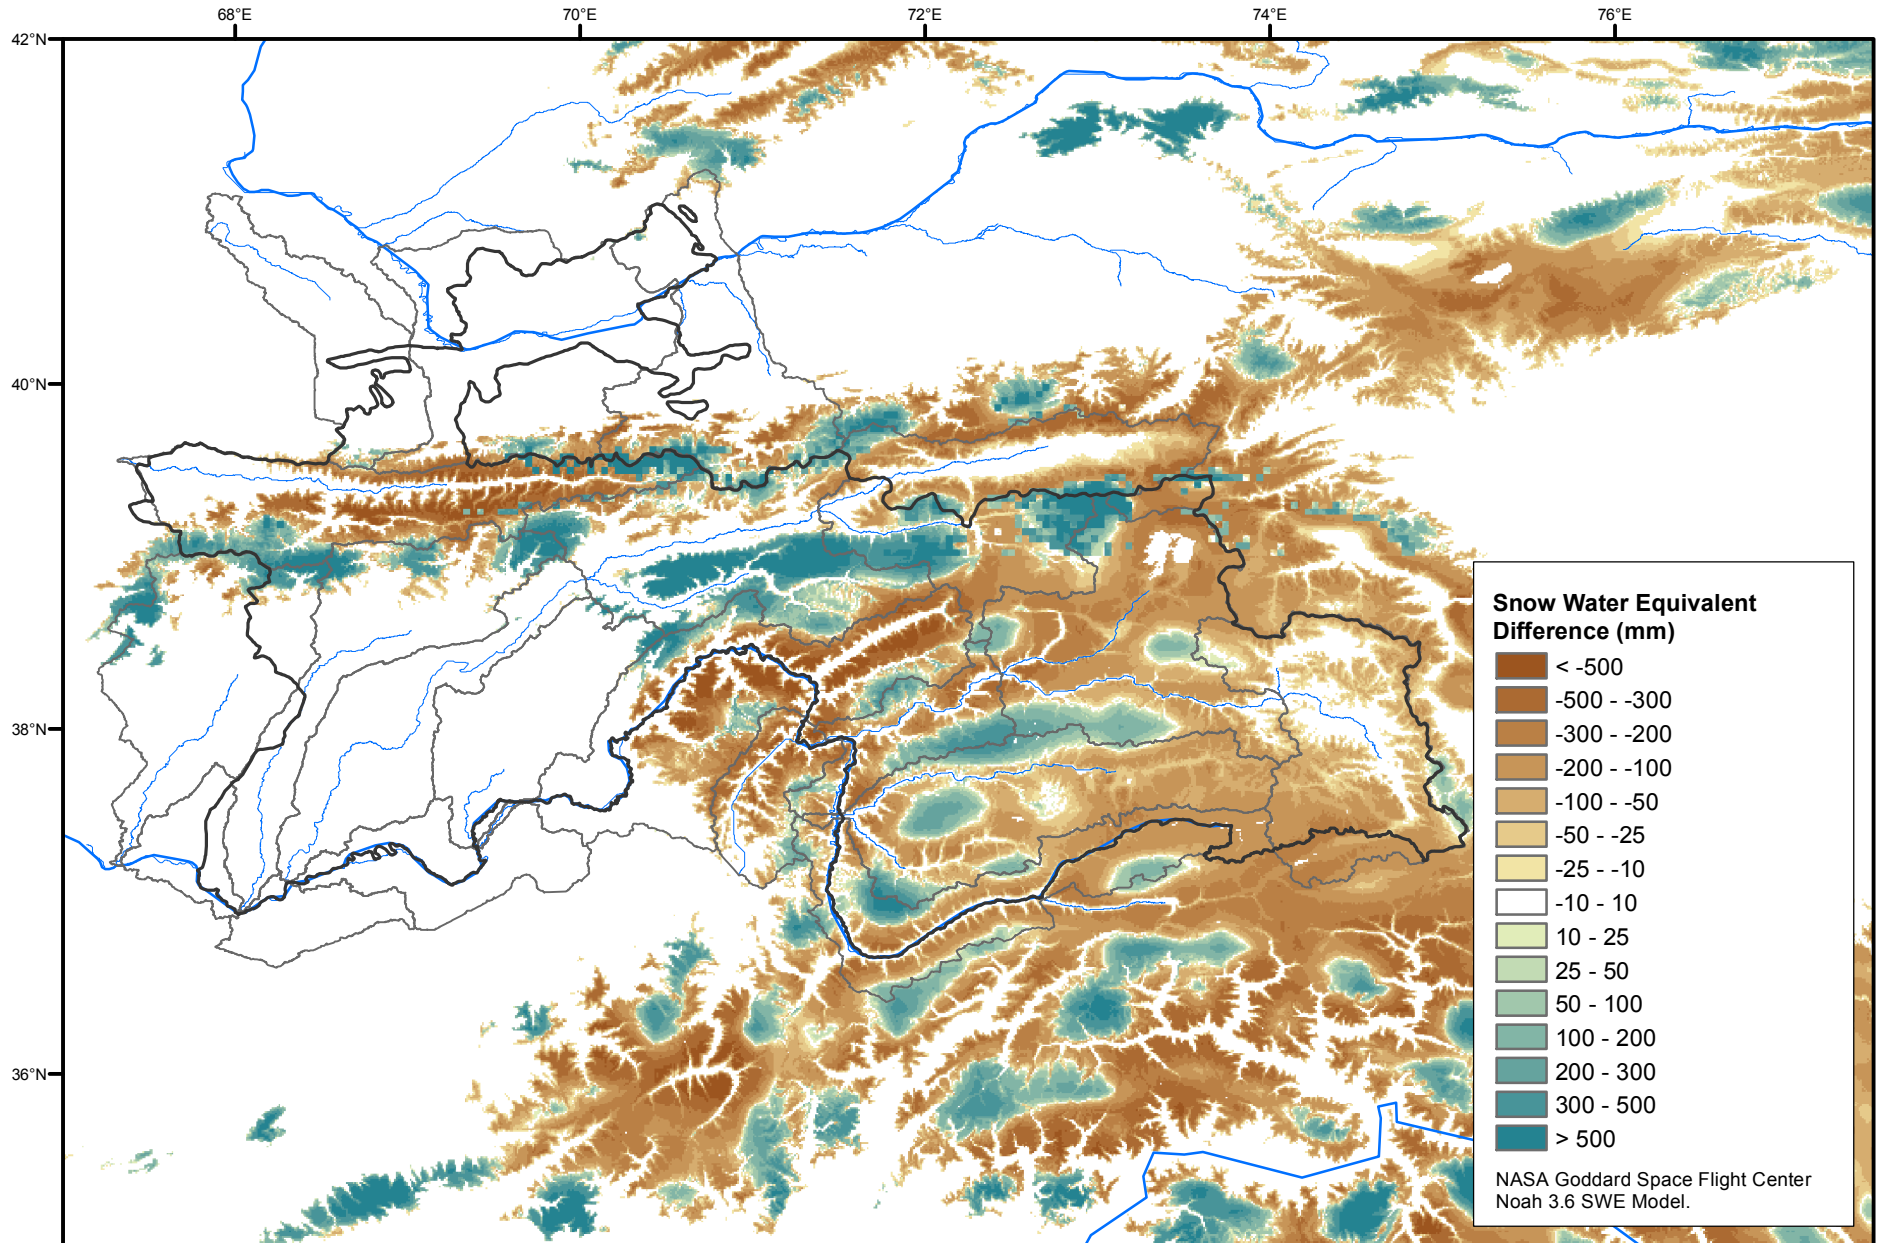 68°E
70°E
72°E
74°E
76°E
42°N
40°N
38°N
36°N
Snow Water Equivalent
Difference (mm)
< -500
-500 - -300
-300 - -200
-200 - -100
-100 - -50
-50 - -25
-25 - -10
-10 - 10
10 - 25
25 - 50
50 - 100
100 - 200
200 - 300
300 - 500
> 500
NASA Goddard Space Flight Center
Noah 3.6 SWE Model.